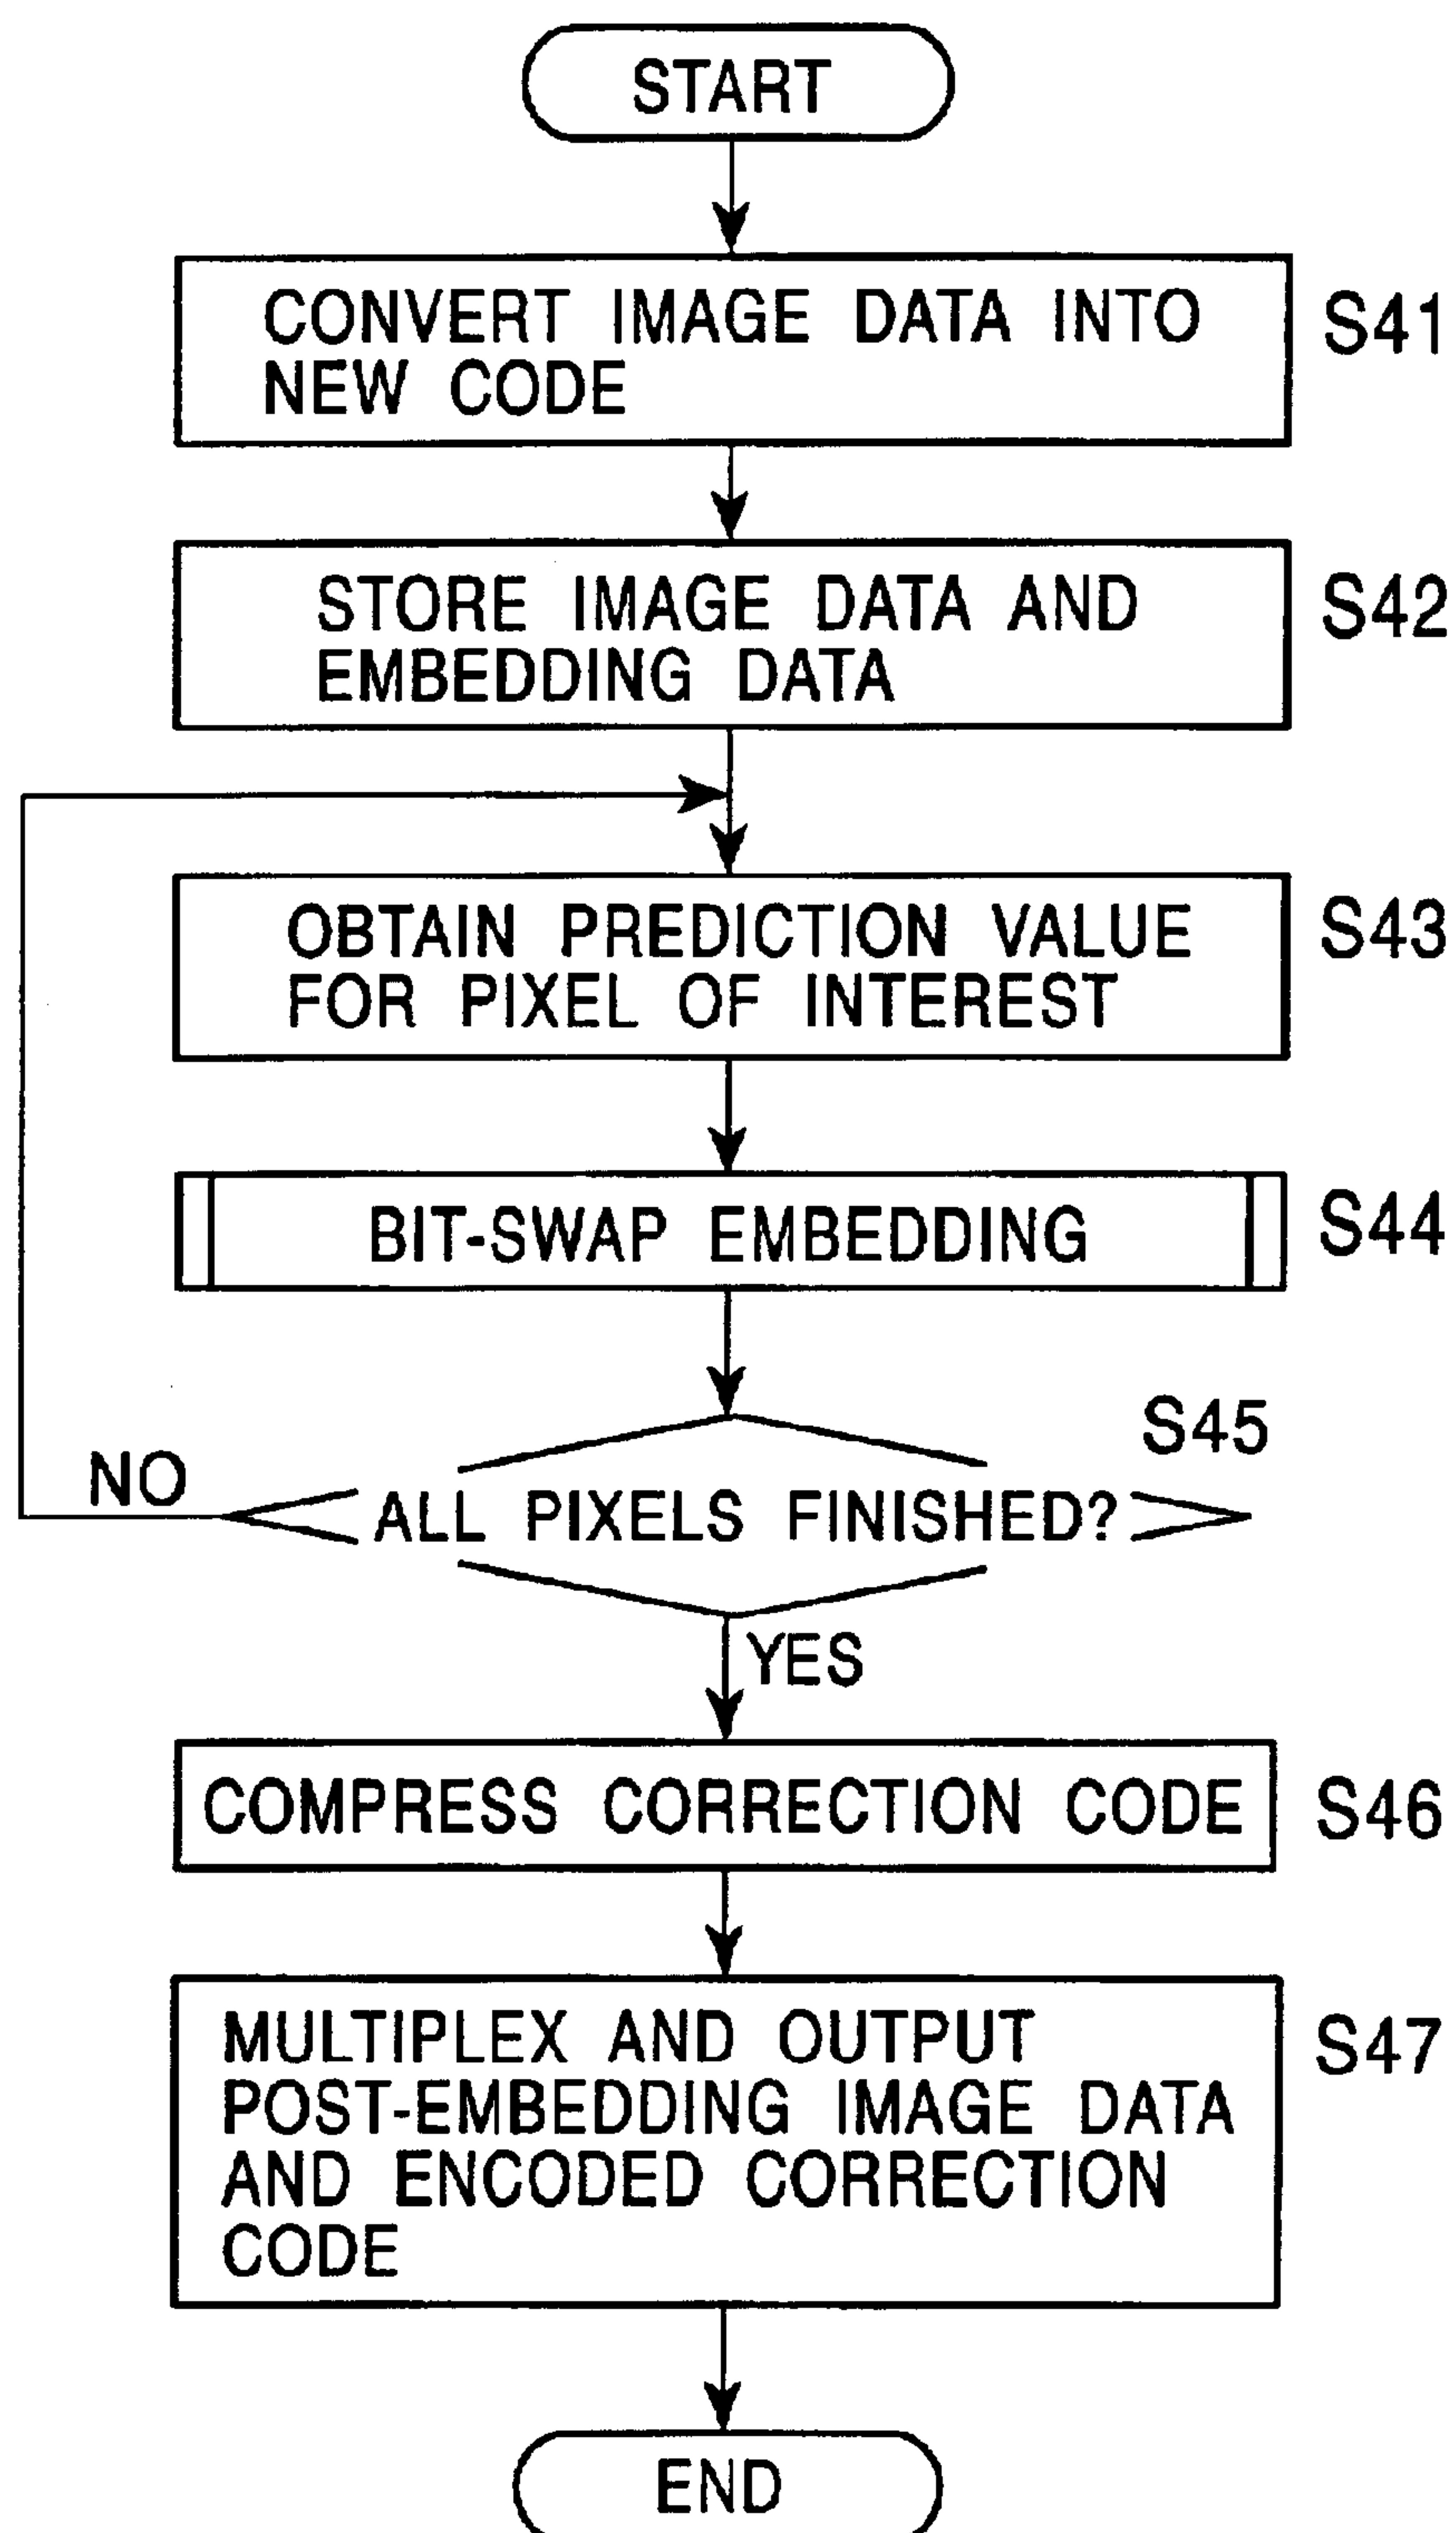 START
CONVERT IMAGE DATA INTO
NEW CODE
S41
STORE IMAGE DATA AND
EMBEDDING DATA
S42
OBTAIN PREDICTION VALUE
FOR PIXEL OF INTEREST
S43
BIT-SWAP EMBEDDING
S44
S45
NO
ALL PIXELS FINISHED?
YES
COMPRESS CORRECTION CODE
S46
MULTIPLEX AND OUTPUT
POST-EMBEDDING IMAGE DATA
AND ENCODED CORRECTION
CODE
S47
END